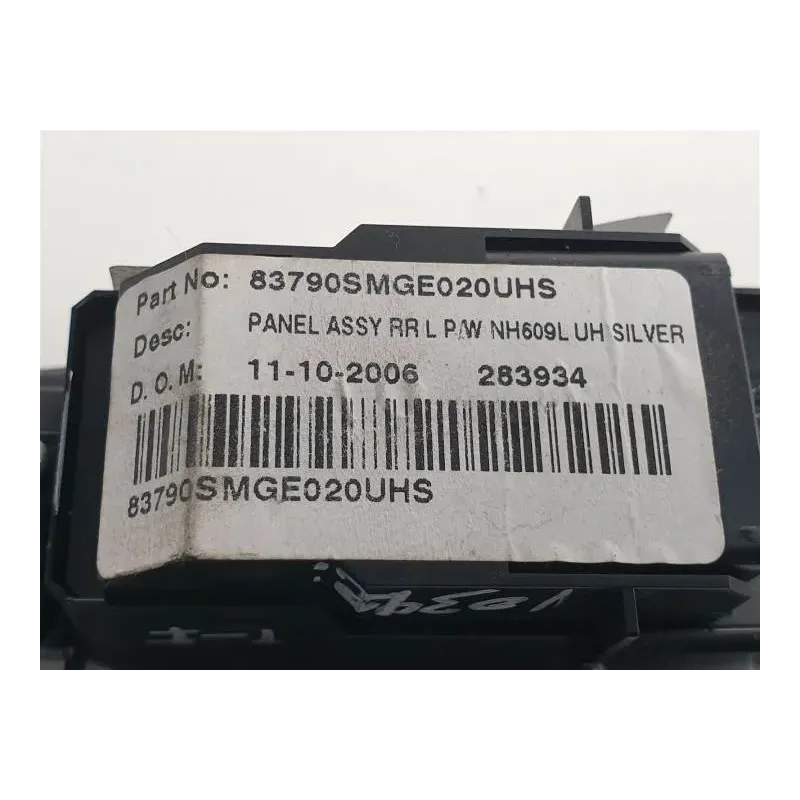 Part No: 83790SMGE020UHS
Desc: PANEL ASSY RR L P/W NH609L UH SILVER
D. O. M: 11-10-2006 283934
83790SMGE020UHS